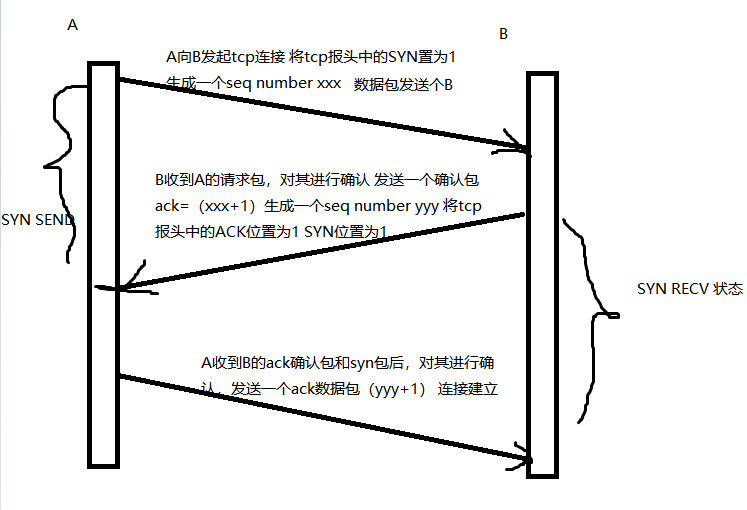 A
B
A向B发起tcp连接 将tcp报头中的SYN置为1
生成一个seq number xxx 数据包发送个B
B收到A的请求包，对其进行确认 发送一个确认包
ack=（xxx+1）生成一个seq number yyy 将tcp
报头中的ACK位置为1 SYN位置为1
SYN SEND
SYN RECV 状态
A收到B的ack确认包和syn包后，对其进行确
认，发送一个ack数据包（yyy+1） 连接建立